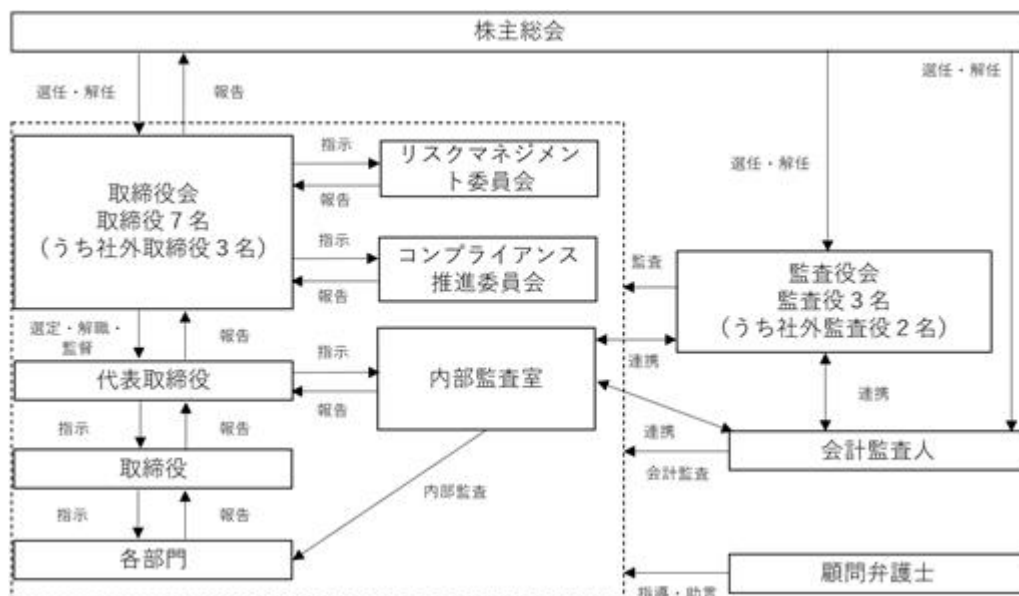 株主総会
選任・解任
報告
選任・解任
選任・解任
取締役会
取締役7名
（うち社外取締役3名）
指示
報告
リスクマネジメン
ト委員会
指示
報告
コンプライアンス
推進委員会
監査
監査役会
監査役3名
（うち社外監査役2名）
選定・解職・
監督
報告
代表取締役
指示
報告
内部監査室
連携
連携
指示
報告
取締役
連携
会計監査
会計監査人
指示
報告
内部監査
各部門
顧問弁護士
指導・助言